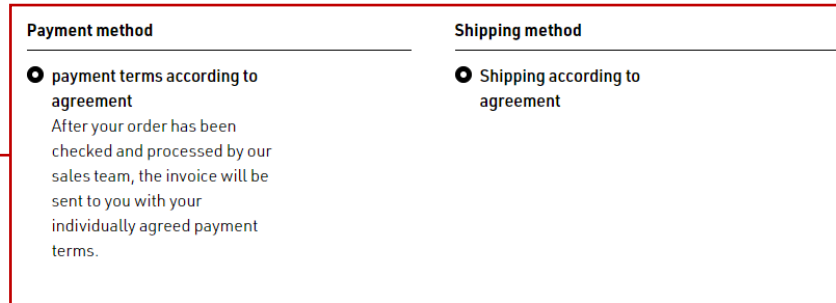 Payment method
payment terms according to
agreement
After your order has been
checked and processed by our
sales team, the invoice will be
sent to you with your
individually agreed payment
terms.
Shipping method
Shipping according to
agreement